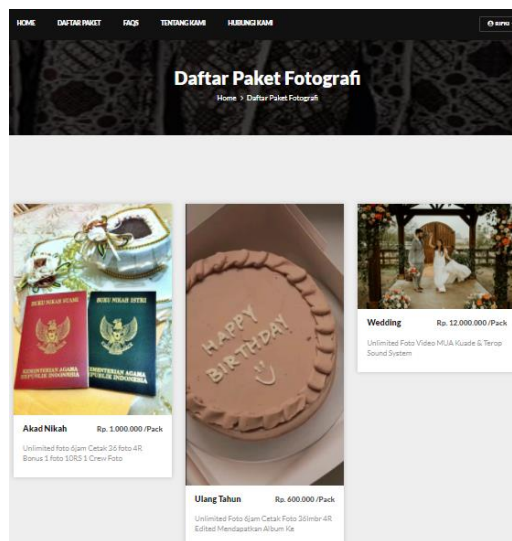 HOME DAFTAR PAKET FAQS TENTANG KAMI HUBUNGI KAMI
Daftar Paket Fotografi
Home > Daftar Paket Fotografi
BUKU NIKAH SUAMI
BUKU NIKAH ISTRI
KEMENTERIAN AGAMA
REPUBLIK INDONESIA
KEMENTERIAN AGAMA
REPUBLIK INDONESIA
Akad Nikah Rp. 1.000.000 /Pack
Unlimited foto 6jam Cetak 36 foto 4R
Bonus 1 foto 10RS 1 Crew Foto
HAPPY
BIRTHDAY
Ulang Tahun Rp. 600.000 /Pack
Unlimited Foto 6jam Cetak Foto 36lmbr 4R
Edited Mendapatkan Album Ke
Wedding Rp. 12.000.000 /Pack
Unlimited Foto Video MUA Kuade & Terop
Sound System